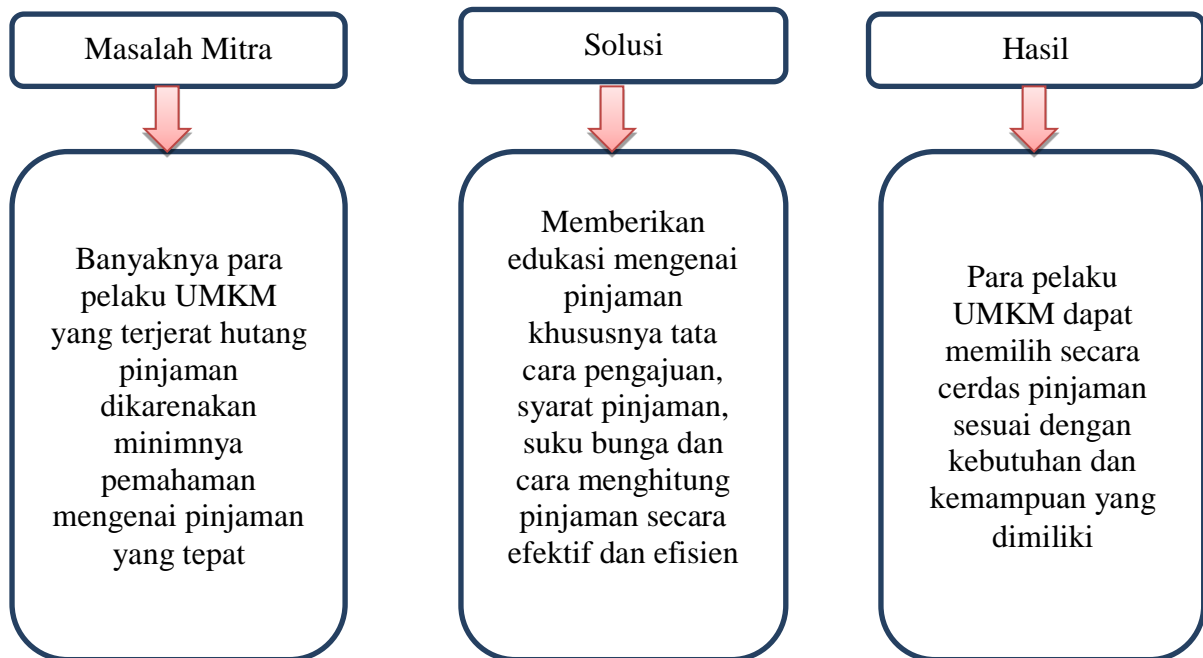 Masalah Mitra
Banyaknya para
pelaku UMKM
yang terjerat hutang
pinjaman
dikarenakan
minimnya
pemahaman
mengenai pinjaman
yang tepat
Solusi
Memberikan
edukasi mengenai
pinjaman
khususnya tata
cara pengajuan,
syarat pinjaman,
suku bunga dan
cara menghitung
pinjaman secara
efektif dan efisien
Hasil
Para pelaku
UMKM dapat
memilih secara
cerdas pinjaman
sesuai dengan
kebutuhan dan
kemampuan yang
dimiliki